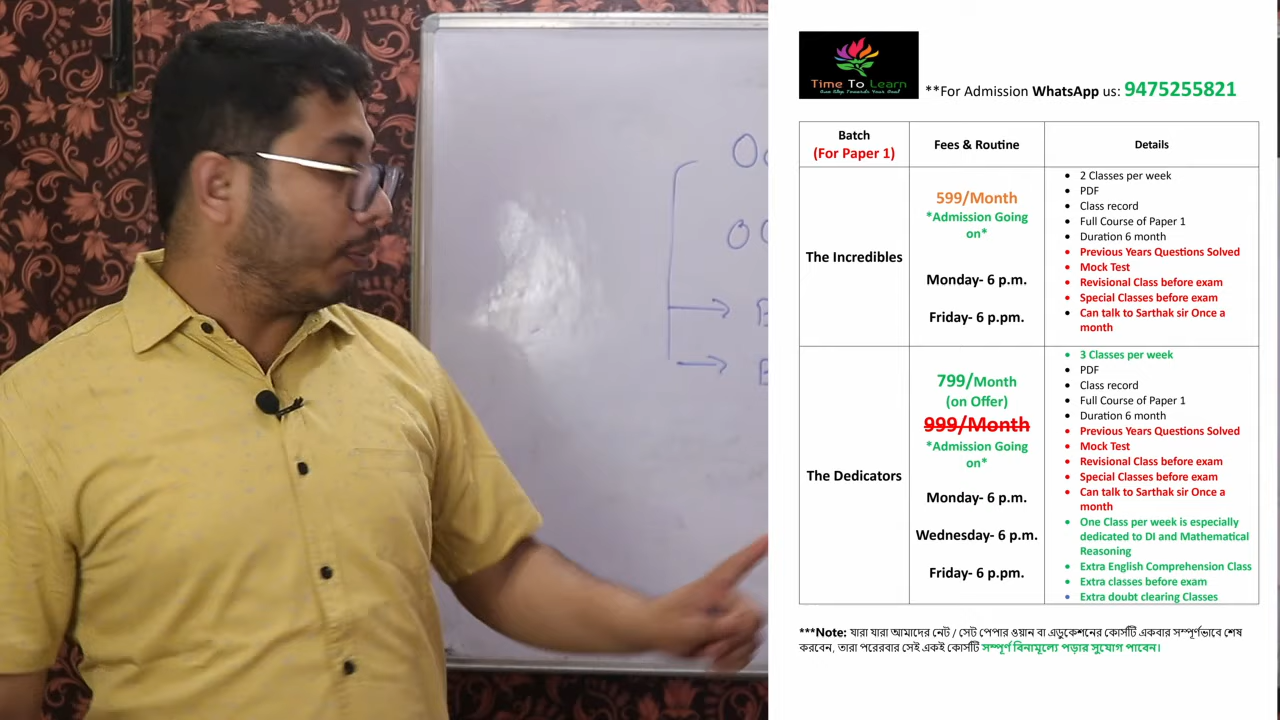 Time To Learn
One Step Towards Your Goal
**For Admission WhatsApp us: 9475255821
Batch
(For Paper 1)
Fees & Routine
Details
The Incredibles
599/Month
*Admission Going
on*
Monday- 6 p.m.
Friday- 6 p.pm.
2 Classes per week
PDF
Class record
Full Course of Paper 1
Duration 6 month
Previous Years Questions Solved
Mock Test
Revisional Class before exam
Special Classes before exam
Can talk to Sarthak sir Once a
month
The Dedicators
799/Month
(on Offer)
999/Month
*Admission Going
on*
Monday- 6 p.m.
Wednesday- 6 p.m.
Friday- 6 p.pm.
3 Classes per week
PDF
Class record
Full Course of Paper 1
Duration 6 month
Previous Years Questions Solved
Mock Test
Revisional Class before exam
Special Classes before exam
Can talk to Sarthak sir Once a
month
One Class per week is especially
dedicated to DI and Mathematical
Reasoning
Extra English Comprehension Class
Extra classes before exam
Extra doubt clearing Classes
***Note: যারা যারা আমাদের নেট / সেট পেপার ওয়ান বা এডুকেশনের কোর্সটি একবার সম্পূর্ণভাবে শেষ
করবেন, তারা পরেরবার সেই একই কোর্সটি সম্পূর্ণ বিনামূল্যে পড়ার সুযোগ পাবেন।